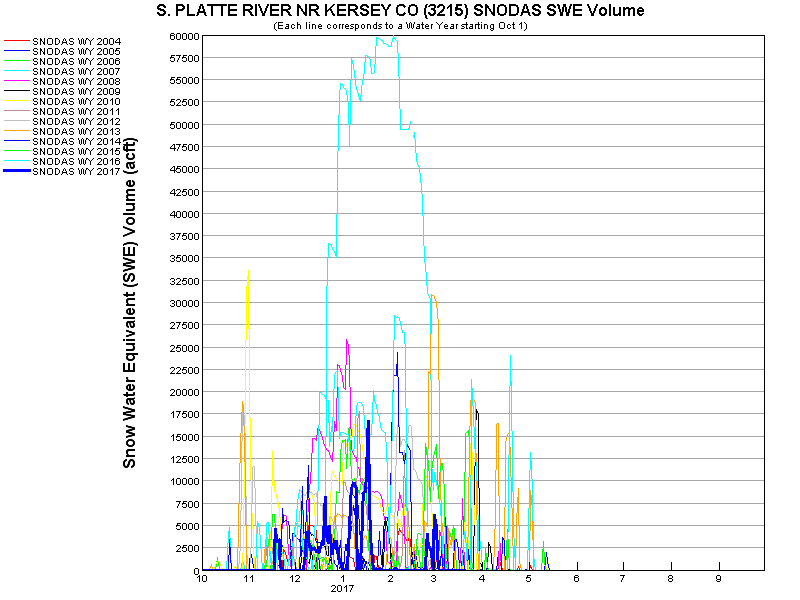 S. PLATTE RIVER NR KERSEY CO (3215) SNODAS SWE Volume
(Each line corresponds to a Water Year starting Oct 1)
SNODAS WY 2004
SNODAS WY 2005
SNODAS WY 2006
SNODAS WY 2007
SNODAS WY 2008
SNODAS WY 2009
SNODAS WY 2010
SNODAS WY 2011
SNODAS WY 2012
SNODAS WY 2013
SNODAS WY 2014
SNODAS WY 2015
SNODAS WY 2016
SNODAS WY 2017
Snow Water Equivalent (SWE) Volume (acft)
60000
57500
55000
52500
50000
47500
45000
42500
40000
37500
35000
32500
30000
27500
25000
22500
20000
17500
15000
12500
10000
7500
5000
2500
0
10 11 12 1 2 3 4 5 6 7 8 9
2017